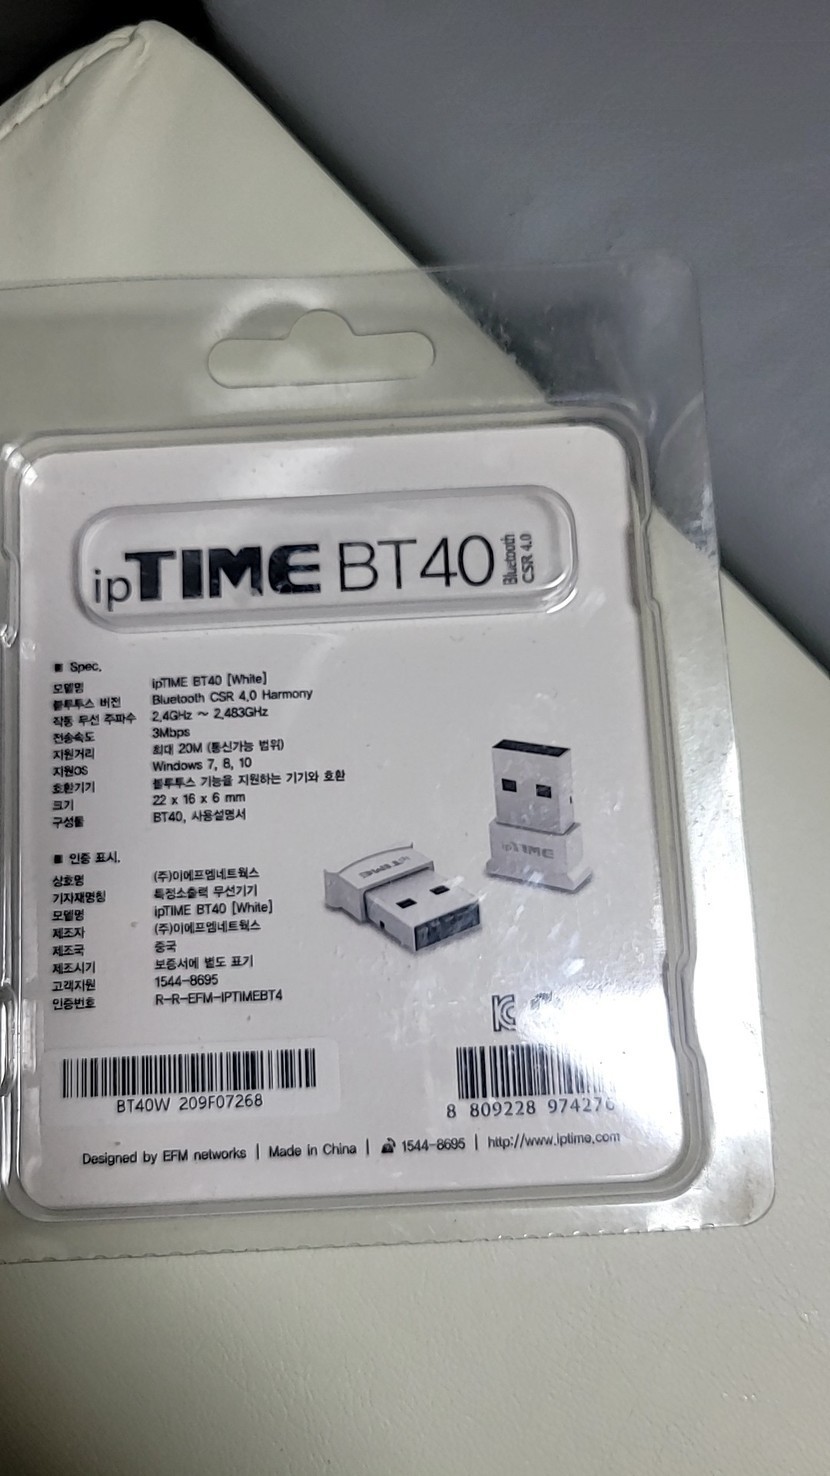 ipTIME BT40 Bluetooth CSR 4.0
■ Spec.
모델명 ipTIME BT40 [White]
블루투스 버전 Bluetooth CSR 4.0 Harmony
작동 무선 주파수 2.4GHz ~ 2.483GHz
전송속도 3Mbps
지원거리 최대 20M (통신가능 범위)
지원OS Windows 7, 8, 10
호환기기 블루투스 기능을 지원하는 기기와 호환
크기 22 x 16 x 6 mm
구성물 BT40, 사용설명서
ipTIME
ipTIME
■ 인증 표시.
상호명 (주)이에프엠네트웍스
기자재명칭 특정소출력 무선기기
모델명 ipTIME BT40 [White]
제조자 (주)이에프엠네트웍스
제조국 중국
제조시기 보증서에 별도 표기
고객지원 1544-8695
인증번호 R-R-EFM-IPTIMEBT4
BT40W 209F07268
8 809228 974276
Designed by EFM networks | Made in China | 1544-8695 | http://www.iptime.com